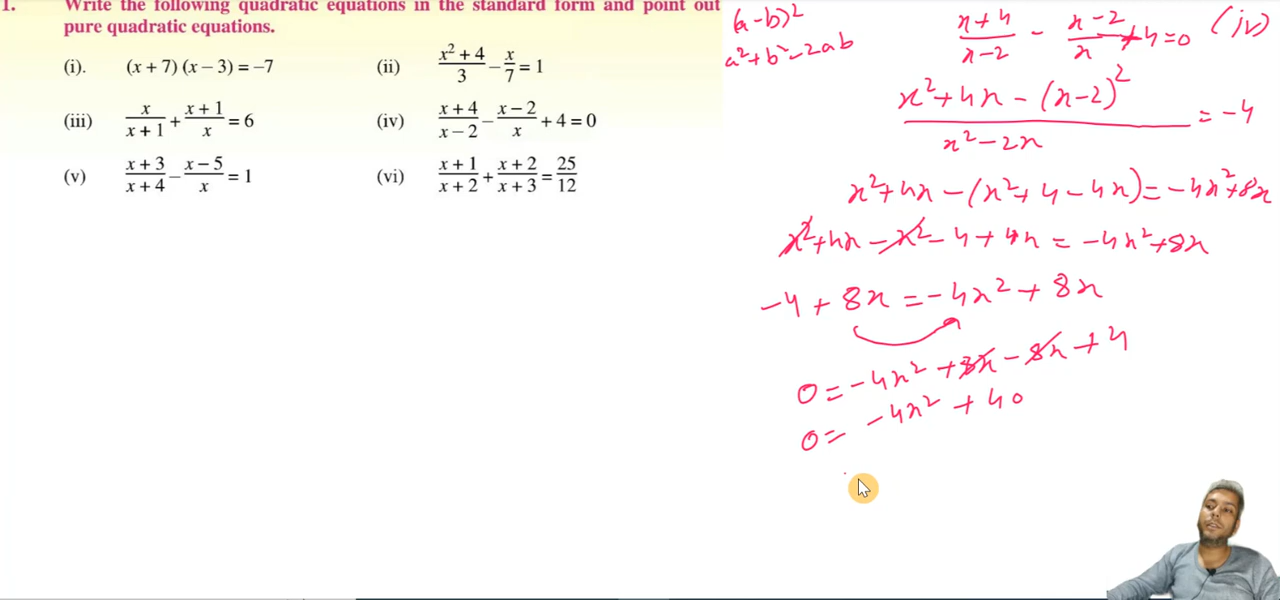 1. Write the following quadratic equations in the standard form and point out
pure quadratic equations.
(i). (x + 7) (x – 3) = –7 (ii) (x² + 4)/3 – x/7 = 1
(iii) x/(x + 1) + (x + 1)/x = 6 (iv) (x + 4)/(x – 2) – (x – 2)/x + 4 = 0
(v) (x + 3)/(x + 4) – (x – 5)/x = 1 (vi) (x + 1)/(x + 2) + (x + 2)/(x + 3) = 25/12
(a-b)²
a²+b²-2ab
(x+4)/(x-2) - (x-2)/x +4=0 (iv)
(x²+4x-(x-2)²)/(x²-2x) = -4
x²+4x-(x²+4-4x)=-4x²+8x
x²+4x-x²-4+4x=-4x²+8x
-4+8x=-4x²+8x
0=-4x²+8x-8x+4
0=-4x²+4